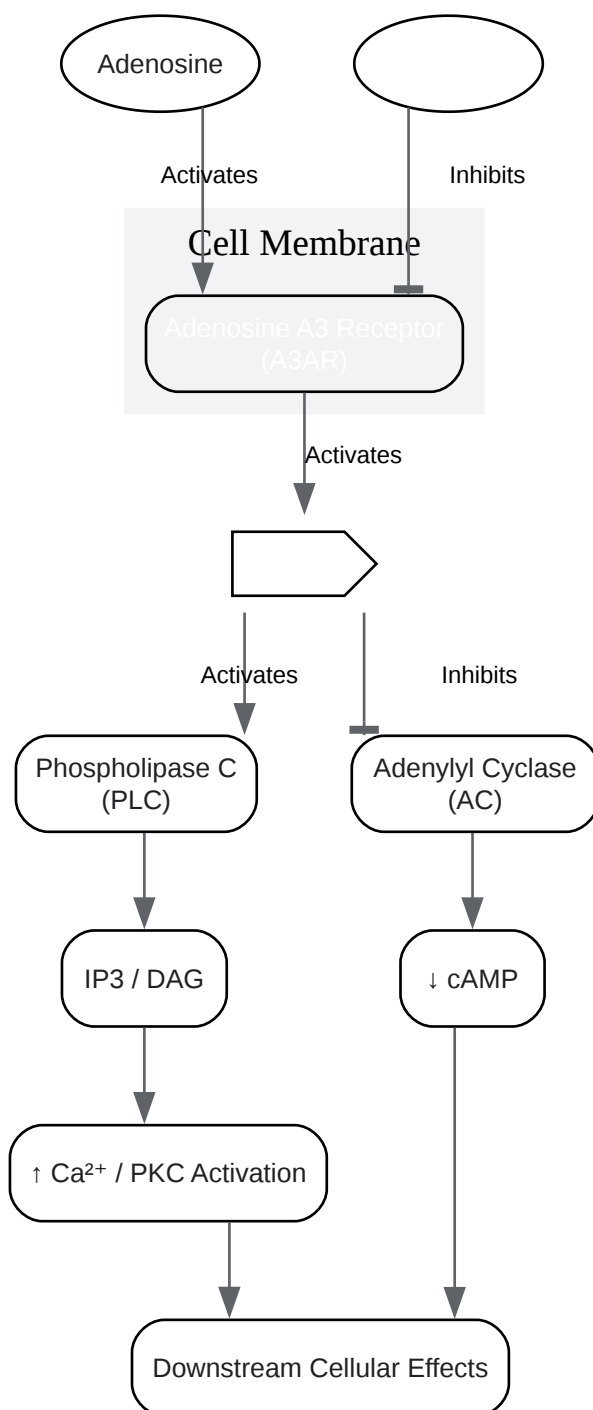 Adenosine
Activates
Inhibits
Cell Membrane
Adenosine A3 Receptor
(A3AR)
Activates
Activates
Inhibits
Phospholipase C
(PLC)
Adenylyl Cyclase
(AC)
IP3 / DAG
↓ cAMP
↑ Ca²⁺ / PKC Activation
Downstream Cellular Effects